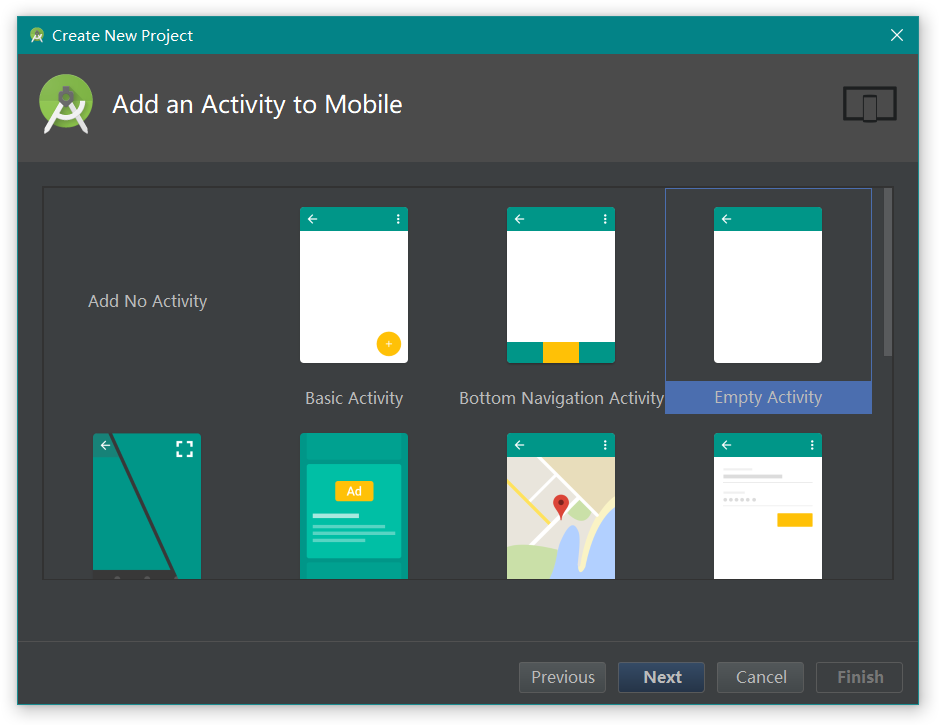 Create New Project
Add an Activity to Mobile
Add No Activity
Basic Activity
Bottom Navigation Activity
Empty Activity
Ad
Previous
Next
Cancel
Finish